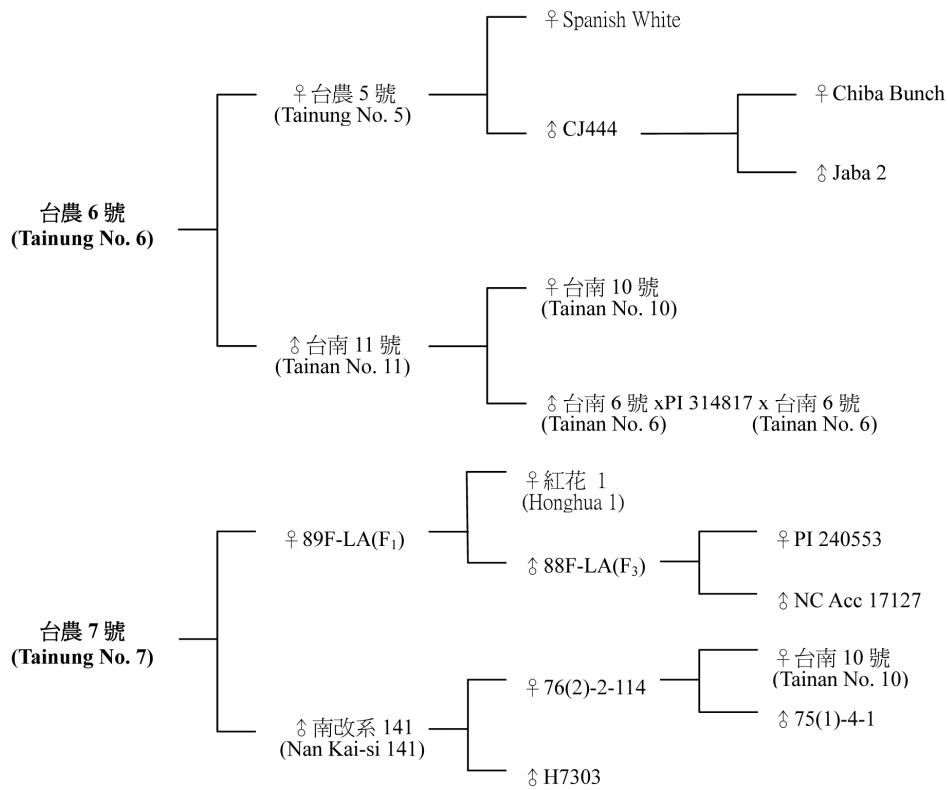 ♀Spanish White
♀台農 5 號
(Tainung No. 5)
♀Chiba Bunch
♂CJ444
♂Jaba 2
台農 6 號
(Tainung No. 6)
♀台南 10 號
(Tainan No. 10)
♂台南 11 號
(Tainan No. 11)
♂台南 6 號 xPI 314817 x 台南 6 號
(Tainan No. 6) (Tainan No. 6)
♀紅花 1
(Honghua 1)
♀89F-LA(F₁)
♀PI 240553
♂88F-LA(F₃)
♂NC Acc 17127
台農 7 號
(Tainung No. 7)
♀台南 10 號
(Tainan No. 10)
♀76(2)-2-114
♂75(1)-4-1
♂南改系 141
(Nan Kai-si 141)
♂H7303